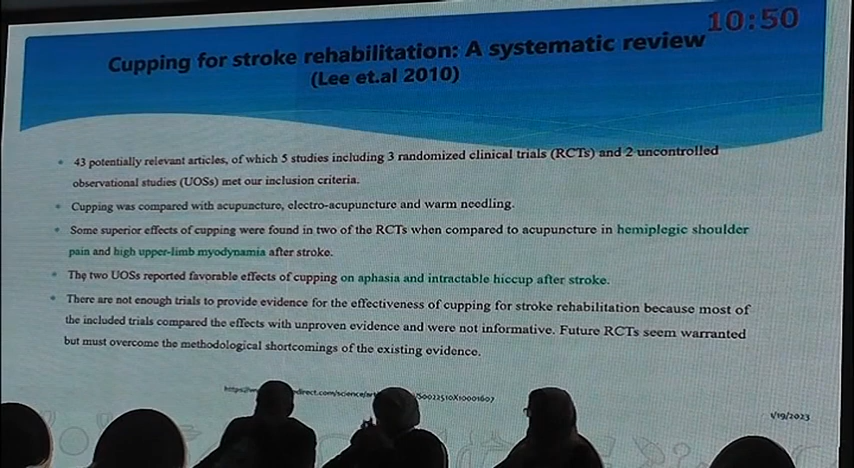 10:50
Cupping for stroke rehabilitation: A systematic review
(Lee et.al 2010)
43 potentially relevant articles, of which 5 studies including 3 randomized clinical trials (RCTs) and 2 uncontrolled
observational studies (UOSs) met our inclusion criteria.
Cupping was compared with acupuncture, electro-acupuncture and warm needling.
Some superior effects of cupping were found in two of the RCTs when compared to acupuncture in hemiplegic shoulder
pain and high upper-limb myodynamia after stroke.
The two UOSs reported favorable effects of cupping on aphasia and intractable hiccup after stroke.
There are not enough trials to provide evidence for the effectiveness of cupping for stroke rehabilitation because most of
the included trials compared the effects with unproven evidence and were not informative. Future RCTs seem warranted
but must overcome the methodological shortcomings of the existing evidence.
direct.com/science/
1/19/2023